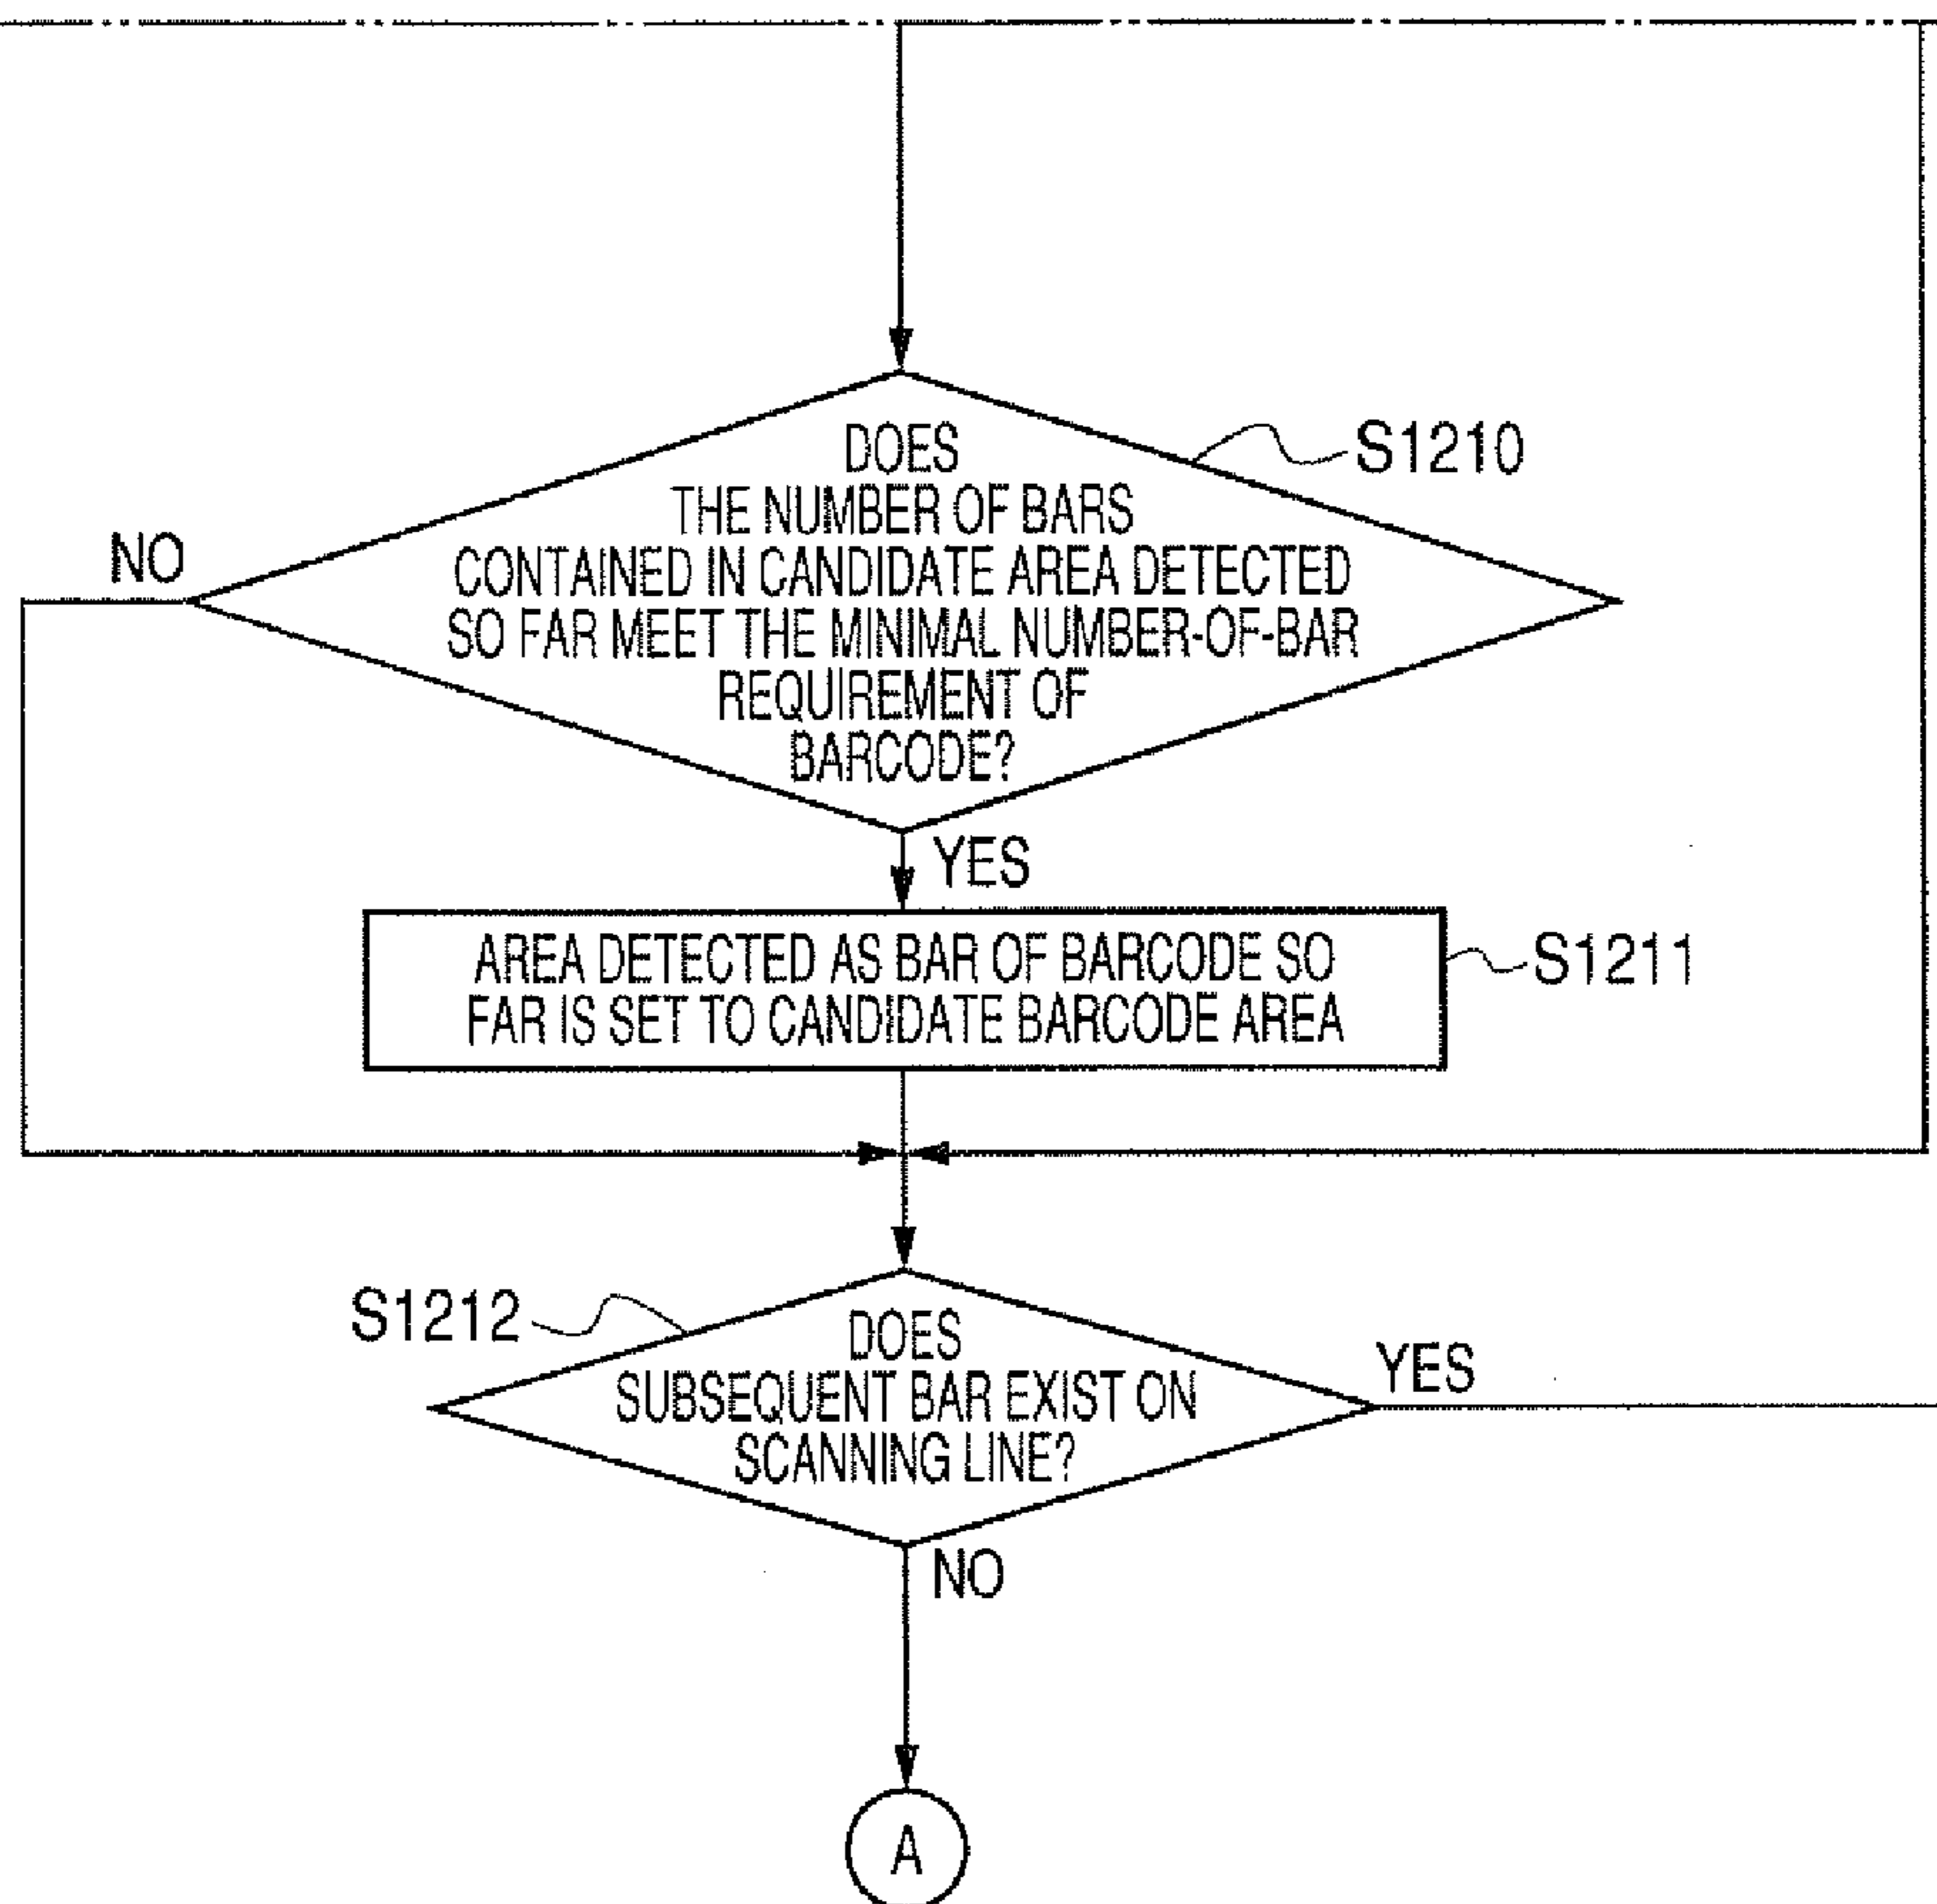 DOES
THE NUMBER OF BARS
CONTAINED IN CANDIDATE AREA DETECTED
SO FAR MEET THE MINIMAL NUMBER-OF-BAR
REQUIREMENT OF
BARCODE?
S1210
NO
YES
AREA DETECTED AS BAR OF BARCODE SO
FAR IS SET TO CANDIDATE BARCODE AREA
S1211
S1212
DOES
SUBSEQUENT BAR EXIST ON
SCANNING LINE?
YES
NO
A